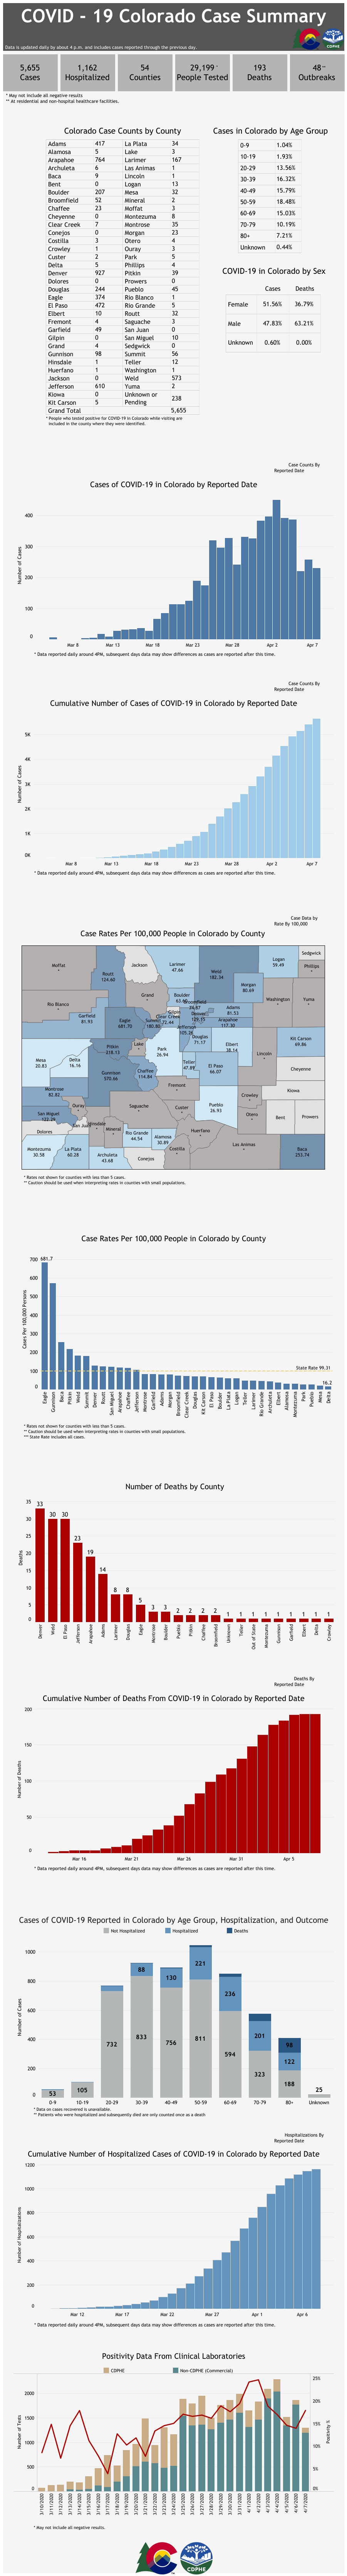 COVID - 19 Colorado Case Summary
Data is updated daily by about 4 p.m. and includes cases reported through the previous day.
CDPHE
5,655 Cases
1,162 Hospitalized
54 Counties
29,199* People Tested
193 Deaths
48** Outbreaks
* May not include all negative results
** At residential and non-hospital healthcare facilities.
Colorado Case Counts by County
Adams 417 La Plata 34
Alamosa 5 Lake 3
Arapahoe 764 Larimer 167
Archuleta 6 Las Animas 1
Baca 9 Lincoln 1
Bent 0 Logan 13
Boulder 207 Mesa 32
Broomfield 52 Mineral 2
Chaffee 23 Moffat 3
Cheyenne 0 Montezuma 8
Clear Creek 7 Montrose 35
Conejos 0 Morgan 23
Costilla 3 Otero 4
Crowley 1 Ouray 3
Custer 2 Park 5
Delta 5 Phillips 4
Denver 927 Pitkin 39
Dolores 0 Prowers 0
Douglas 244 Pueblo 45
Eagle 374 Rio Blanco 1
El Paso 472 Rio Grande 5
Elbert 10 Routt 32
Fremont 4 Saguache 3
Garfield 49 San Juan 0
Gilpin 0 San Miguel 10
Grand 4 Sedgwick 0
Gunnison 98 Summit 56
Hinsdale 1 Teller 12
Huerfano 1 Washington 1
Jackson 0 Weld 573
Jefferson 610 Yuma 2
Kiowa 0 Unknown or Pending 238
Kit Carson 5
Grand Total 5,655
* People who tested positive for COVID-19 in Colorado while visiting are
included in the county where they were identified.
Cases in Colorado by Age Group
0-9 1.04%
10-19 1.93%
20-29 13.56%
30-39 16.32%
40-49 15.79%
50-59 18.48%
60-69 15.03%
70-79 10.19%
80+ 7.21%
Unknown 0.44%
COVID-19 in Colorado by Sex
Cases Deaths
Female 51.56% 36.79%
Male 47.83% 63.21%
Unknown 0.60% 0.00%
Case Counts By
Reported Date
Cases of COVID-19 in Colorado by Reported Date
Number of Cases
400
300
200
100
0
Mar 8 Mar 13 Mar 18 Mar 23 Mar 28 Apr 2 Apr 7
* Data reported daily around 4PM, subsequent days data may show differences as cases are reported after this time.
Case Counts By
Reported Date
Cumulative Number of Cases of COVID-19 in Colorado by Reported Date
Number of Cases
5K
4K
3K
2K
1K
0K
Mar 8 Mar 13 Mar 18 Mar 23 Mar 28 Apr 2 Apr 7
* Data reported daily around 4PM, subsequent days data may show differences as cases are reported after this time.
Case Data by
Rate By 100,000
Case Rates Per 100,000 People in Colorado by County
Moffat *
Routt 124.60
Jackson
Larimer 47.66
Weld 182.34
Logan 59.49
Sedgwick
Phillips *
Morgan 80.69
Grand *
Boulder
Broomfield
Rio Blanco *
Garfield 81.93
Eagle 681.70
Summit 180.80
Gilpin
Clear Creek 72.44
Denver
Adams 81.53
Arapahoe 117.30
Jefferson
Washington *
Yuma *
Mesa 20.83
Delta 16.16
Pitkin 218.13
Lake *
Park 26.94
Douglas 71.17
Elbert 38.14
Kit Carson 69.86
Lincoln *
Cheyenne
Gunnison 570.66
Chaffee 114.84
Teller 47.89
El Paso 66.07
Montrose 82.82
Ouray *
Fremont *
Kiowa
Crowley *
San Miguel 122.29
Saguache *
Custer *
Pueblo 26.93
Otero *
Bent
Prowers
Dolores
San Juan
Hinsdale *
Mineral *
Rio Grande 44.54
Alamosa 30.89
Huerfano *
Las Animas *
Baca 253.74
Montezuma 30.58
La Plata 60.28
Archuleta 43.68
Conejos
Costilla *
* Rates not shown for counties with less than 5 cases.
** Caution should be used when interpreting rates in counties with small populations.
Case Rates Per 100,000 People in Colorado by County
Cases Per 100,000 Persons
700
600
500
400
300
200
100
0
681.7
State Rate 99.31
16.2
Eagle Gunnison Baca Pitkin Weld Summit Denver Routt San Miguel Arapahoe Chaffee Jefferson Montrose Garfield Adams Morgan Broomfield Clear Creek Douglas Kit Carson El Paso Boulder La Plata Logan Teller Larimer Rio Grande Archuleta Elbert Alamosa Montezuma Park Pueblo Mesa Delta
* Rates not shown for counties with less than 5 cases.
** Caution should be used when interpreting rates in counties with small populations.
*** State Rate includes all cases.
Number of Deaths by County
Deaths
35
30
25
20
15
10
5
0
33 30 30 23 19 14 8 8 5 3 3 2 2 2 2 1 1 1 1 1 1 1 1 1
Denver Weld El Paso Jefferson Arapahoe Adams Larimer Douglas Eagle Montrose Boulder Pueblo Pitkin Chaffee Broomfield Unknown Teller Out of State Montezuma Gunnison Garfield Elbert Delta Crowley
Deaths By
Reported Date
Cumulative Number of Deaths From COVID-19 in Colorado by Reported Date
Number of Deaths
200
150
100
50
0
Mar 16 Mar 21 Mar 26 Mar 31 Apr 5
* Data reported daily around 4PM, subsequent days data may show differences as cases are reported after this time.
Cases of COVID-19 Reported in Colorado by Age Group, Hospitalization, and Outcome
Not Hospitalized Hospitalized Deaths
Number of Cases
1000
800
600
400
200
0
53 105 732 88 833 130 756 221 811 236 594 201 323 98 122 188 25
0-9 10-19 20-29 30-39 40-49 50-59 60-69 70-79 80+ Unknown
* Data on cases recovered is unavailable.
** Patients who were hospitalized and subsequently died are only counted once as a death
Hospitalizations By
Reported Date
Cumulative Number of Hospitalized Cases of COVID-19 in Colorado by Reported Date
Number of Hospitalizations
1200
1000
800
600
400
200
0
Mar 12 Mar 17 Mar 22 Mar 27 Apr 1 Apr 6
* Data reported daily around 4PM, subsequent days data may show differences as cases are reported after this time.
Positivity Data From Clinical Laboratories
CDPHE Non-CDPHE (Commercial)
Number of Tests
2000
1500
1000
500
0
25%
20%
15%
10%
5%
0%
Positivity %
3/10/2020 3/11/2020 3/12/2020 3/13/2020 3/14/2020 3/15/2020 3/16/2020 3/17/2020 3/18/2020 3/19/2020 3/20/2020 3/21/2020 3/22/2020 3/23/2020 3/24/2020 3/25/2020 3/26/2020 3/27/2020 3/28/2020 3/29/2020 3/30/2020 3/31/2020 4/1/2020 4/2/2020 4/3/2020 4/4/2020 4/5/2020 4/6/2020 4/7/2020
* May not include all negative results.
CDPHE